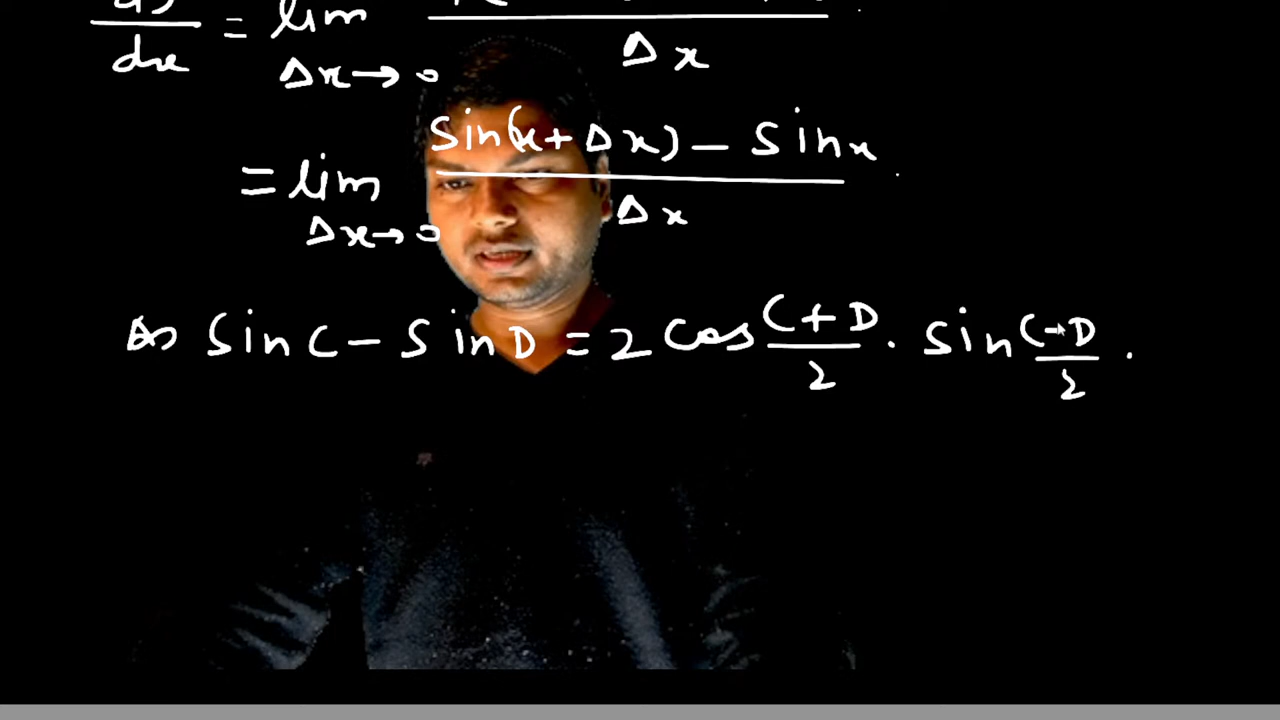 dx = lim Δx
Δx → 0
Sin(x + Δx) – Sin x
= lim Δx
Δx → 0
As Sin C – Sin D = 2 Cos (C + D)/2 · Sin (C – D)/2 .